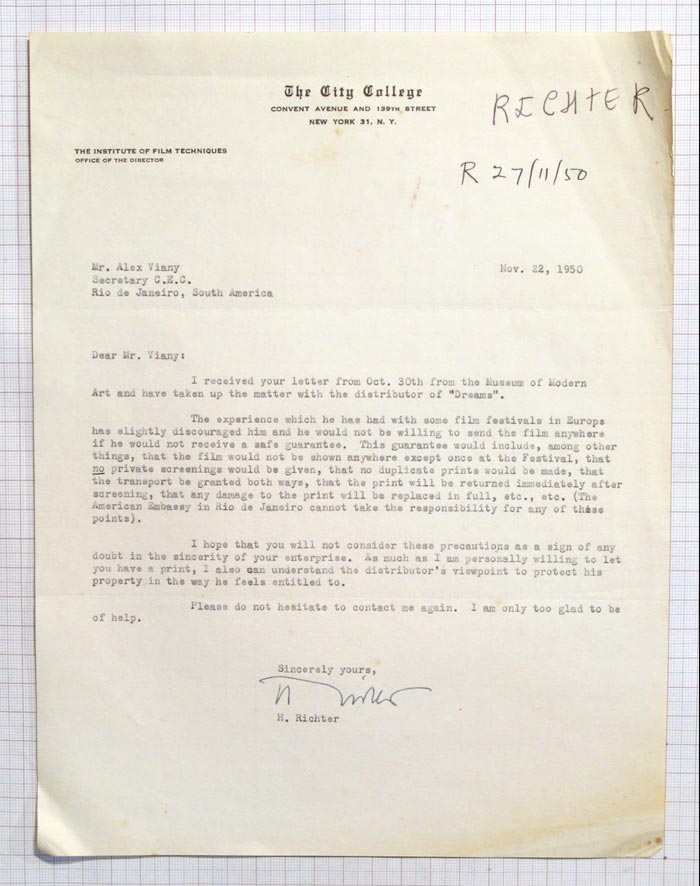 The City College
CONVENT AVENUE AND 139TH STREET
NEW YORK 31, N. Y.
RICHTER
THE INSTITUTE OF FILM TECHNIQUES
OFFICE OF THE DIRECTOR
R 27/11/50
Mr. Alex Viany
Nov. 22, 1950
Secretary C.E.C.
Rio de Janeiro, South America
Dear Mr. Viany:
I received your letter from Oct. 30th from the Museum of Modern
Art and have taken up the matter with the distributor of "Dreams".
The experience which he has had with some film festivals in Europe
has slightly discouraged him and he would not be willing to send the film anywhere
if he would not receive a safe guarantee. This guarantee would include, among other
things, that the film would not be shown anywhere except once at the Festival, that
no private screenings would be given, that no duplicate prints would be made, that
the transport be granted both ways, that the print will be returned immediately after
screening, that any damage to the print will be replaced in full, etc., etc. (The
American Embassy in Rio de Janeiro cannot take the responsibility for any of these
points).
I hope that you will not consider these precautions as a sign of any
doubt in the sincerity of your enterprise. As much as I am personally willing to let
you have a print, I also can understand the distributor's viewpoint to protect his
property in the way he feels entitled to.
Please do not hesitate to contact me again. I am only too glad to be
of help.
Sincerely yours,
H. Richter
H. Richter